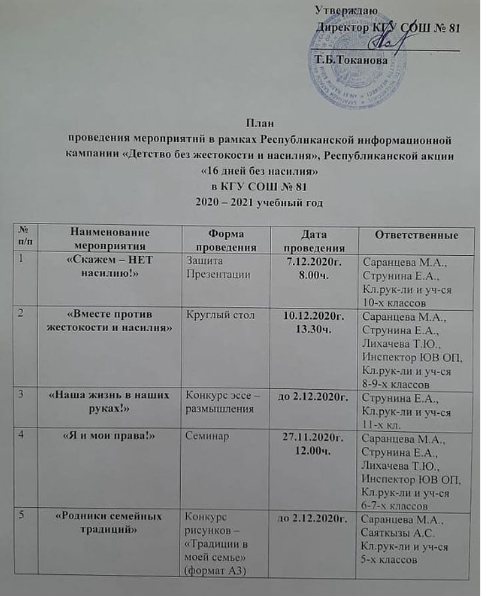 Утверждаю
Директор КГУ СОШ № 81
Т.Б.Токанова
План
проведения мероприятий в рамках Республиканской информационной
кампании «Детство без жестокости и насилия», Республиканской акции
«16 дней без насилия»
в КГУ СОШ № 81
2020 – 2021 учебный год
№ п/п
Наименование мероприятия
Форма проведения
Дата проведения
Ответственные
1
«Скажем – НЕТ
насилию!»
Защита
Презентации
7.12.2020г.
8.00ч.
Саранцева М.А.,
Струнина Е.А.,
Кл.рук-ли и уч-ся
10-х классов
2
«Вместе против
жестокости и насилия»
Круглый стол
10.12.2020г.
13.30ч.
Саранцева М.А.,
Струнина Е.А.,
Лихачева Т.Ю.,
Инспектор ЮВ ОП,
Кл.рук-ли и уч-ся
8-9-х классов
3
«Наша жизнь в наших
руках!»
Конкурс эссе –
размышления
до 2.12.2020г.
Струнина Е.А.,
Кл.рук-ли и уч-ся
11-х кл.
4
«Я и мои права!»
Семинар
27.11.2020г.
12.00ч.
Саранцева М.А.,
Струнина Е.А.,
Лихачева Т.Ю.,
Инспектор ЮВ ОП,
Кл.рук-ли и уч-ся
6-7-х классов
5
«Родники семейных
традиций»
Конкурс
рисунков –
«Традиции в
моей семье»
(формат А3)
до 2.12.2020г.
Саранцева М.А.,
Саяткызы А.С.
Кл.рук-ли и уч-ся
5-х классов